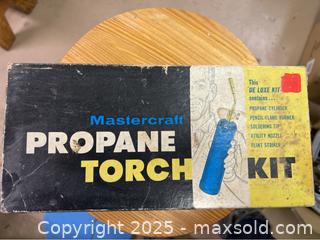 Mastercraft
PROPANE
TORCH KIT
This
DE LUXE KIT
contains...
PROPANE CYLINDER
PENCIL FLAME BURNER
SOLDERING TIP
UTILITY NOZZLE
FLINT STRIKER
Copyright 2025 - maxsold.com